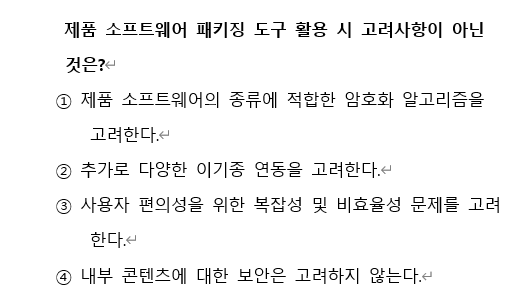 제품 소프트웨어 패키징 도구 활용 시 고려사항이 아닌
것은?↵
① 제품 소프트웨어의 종류에 적합한 암호화 알고리즘을
고려한다.↵
② 추가로 다양한 이기종 연동을 고려한다.↵
③ 사용자 편의성을 위한 복잡성 및 비효율성 문제를 고려
한다.↵
④ 내부 콘텐츠에 대한 보안은 고려하지 않는다.↵